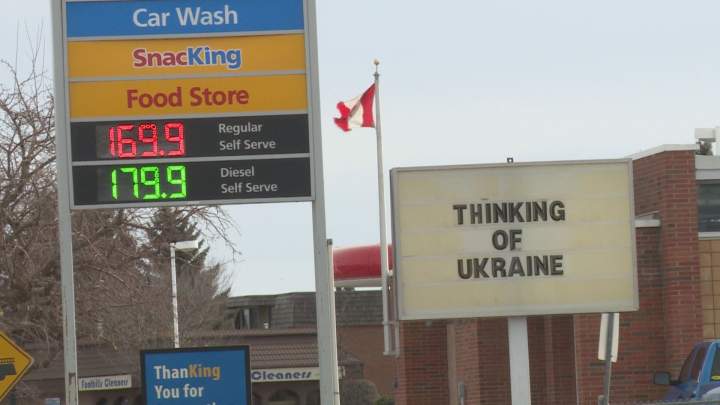 Car Wash
SnacKing
Food Store
169.9 Regular Self Serve
179.9 Diesel Self Serve
THINKING
OF
UKRAINE
ThanKing
You for
Foothills Cleaners
CLEANERS